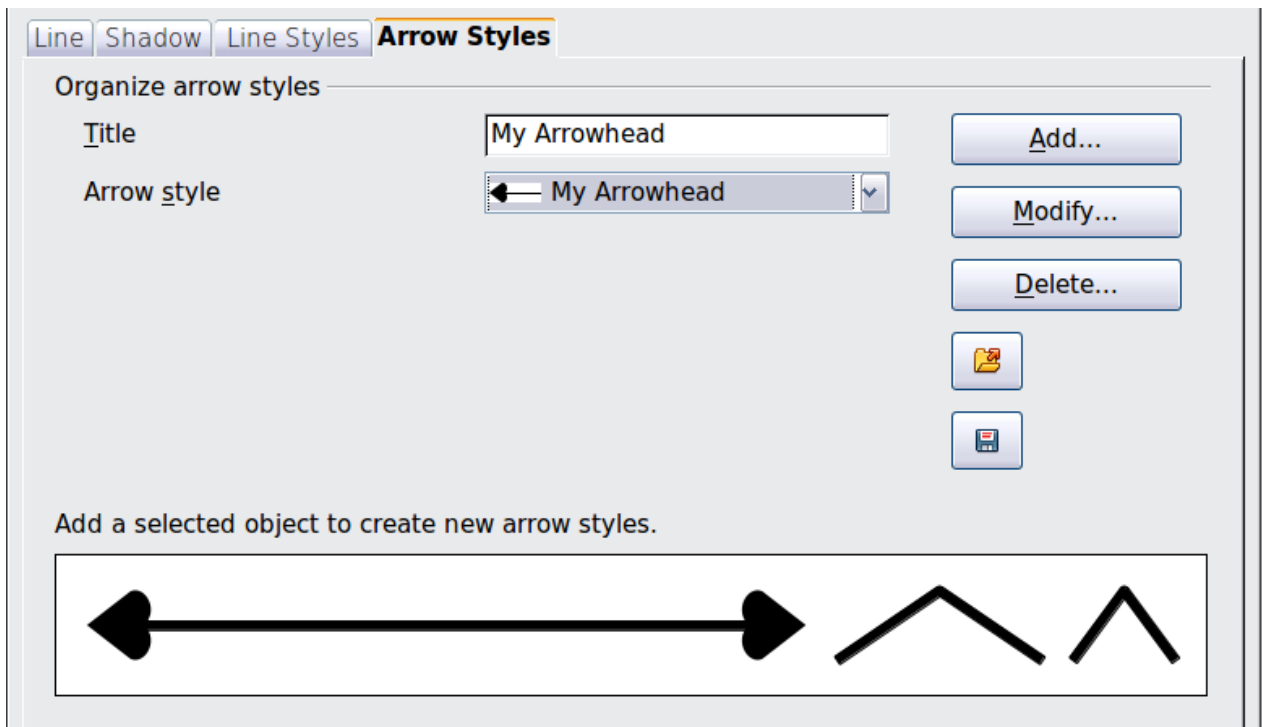 Line Shadow Line Styles Arrow Styles
Organize arrow styles
Title My Arrowhead Add...
Arrow style My Arrowhead Modify...
Delete...
Add a selected object to create new arrow styles.